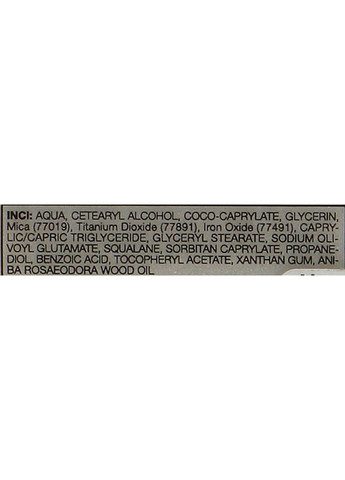 INCI: AQUA, CETEARYL ALCOHOL, COCO-CAPRYLATE, GLYCERIN,
Mica (77019), Titanium Dioxide (77891), Iron Oxide (77491), CAPRY-
LIC/CAPRIC TRIGLYCERIDE, GLYCERYL STEARATE, SODIUM OLI-
VOYL GLUTAMATE, SQUALANE, SORBITAN CAPRYLATE, PROPANE-
DIOL, BENZOIC ACID, TOCOPHERYL ACETATE, XANTHAN GUM, ANI-
BA ROSAEODORA WOOD OIL